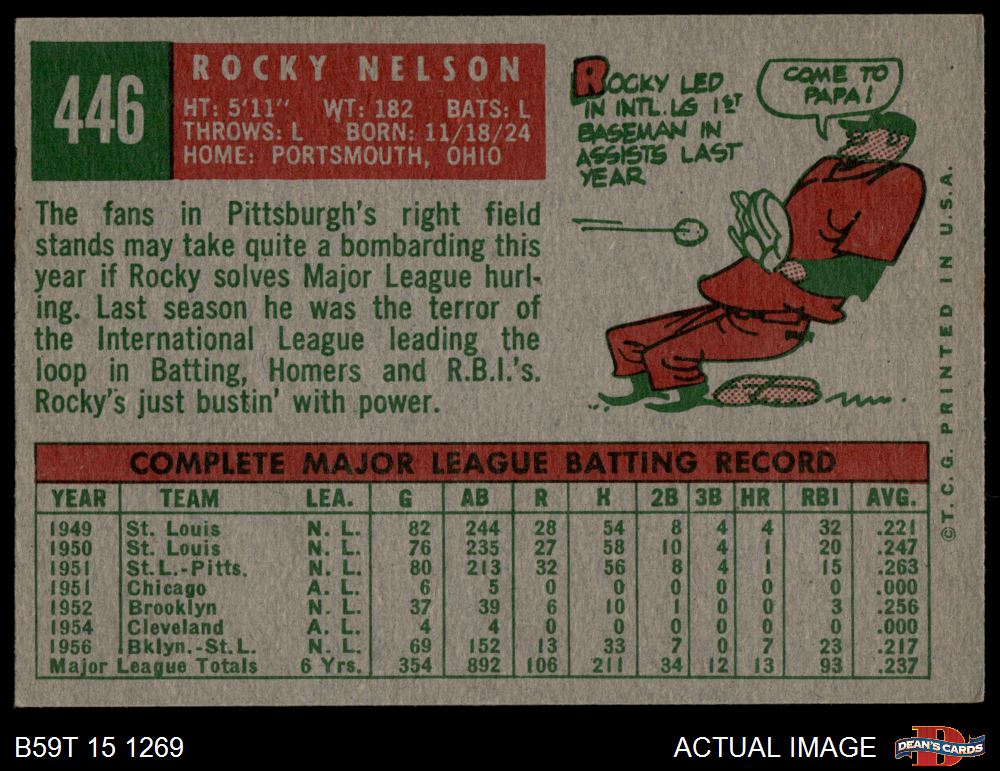 446
ROCKY NELSON
HT: 5'11" WT: 182 BATS: L
THROWS: L BORN: 11/18/24
HOME: PORTSMOUTH, OHIO
ROCKY LED
IN INTL. LG 1ST
BASEMAN IN
ASSISTS LAST
YEAR
COME TO
PAPA!
The fans in Pittsburgh's right field
stands may take quite a bombarding this
year if Rocky solves Major League hurl-
ing. Last season he was the terror of
the International League leading the
loop in Batting, Homers and R.B.I.'s.
Rocky's just bustin' with power.
©T. C. G. PRINTED IN U.S.A.
COMPLETE MAJOR LEAGUE BATTING RECORD
YEAR TEAM LEA. G AB R H 2B 3B HR RBI AVG.
1949 St. Louis N. L. 82 244 28 54 8 4 4 32 .221
1950 St. Louis N. L. 76 235 27 58 10 4 1 20 .247
1951 St.L.-Pitts. N. L. 80 213 32 56 8 4 1 15 .263
1951 Chicago A. L. 6 5 0 0 0 0 0 0 .000
1952 Brooklyn N. L. 37 39 6 10 1 0 0 3 .256
1954 Cleveland A. L. 4 4 0 0 0 0 0 0 .000
1956 Bklyn.-St.L. N. L. 69 152 13 33 7 0 7 23 .217
Major League Totals 6 Yrs. 354 892 106 211 34 12 13 93 .237
B59T 15 1269
ACTUAL IMAGE
D
DEAN'S CARDS
.COM